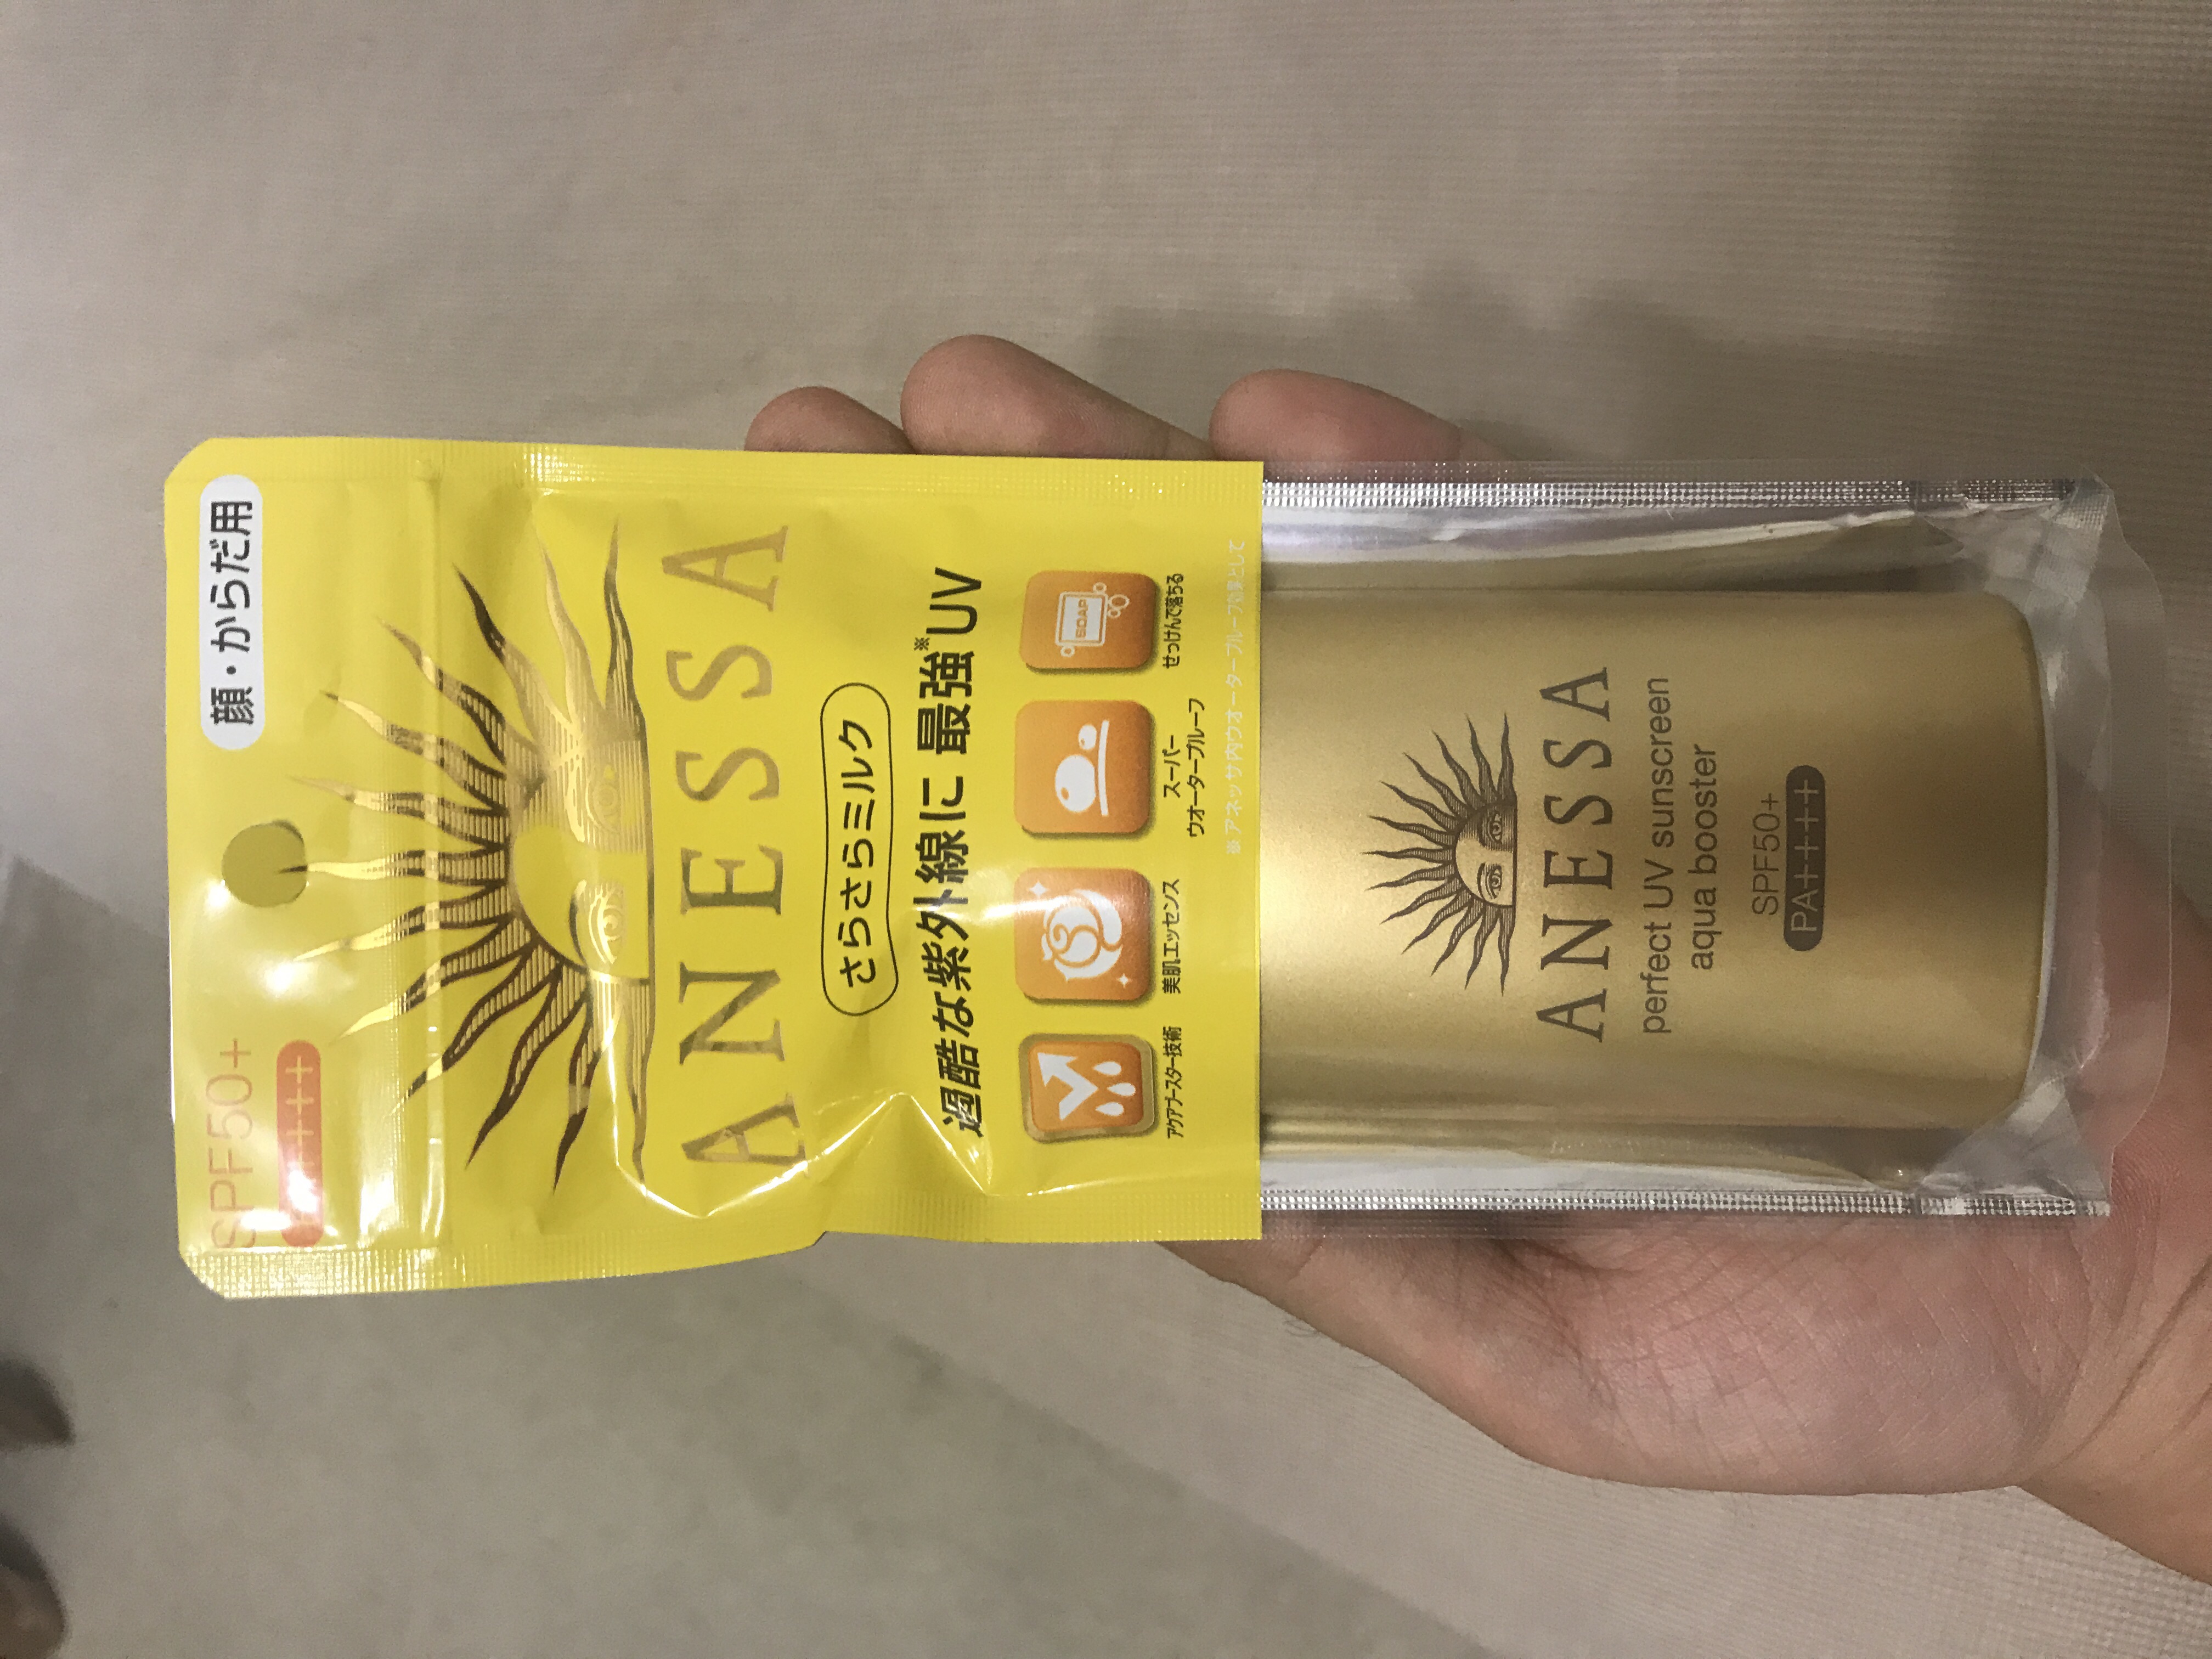 SPF50+
顔・からだ用
PA++++
ANESSA
さらさらミルク
過酷な紫外線に 最強※UV
SOAP
アクアブースター技術
美肌エッセンス
スーパー
ウオータープルーフ
せっけんで落ちる
※アネッサ内ウオータープルーフ効果として
ANESSA
perfect UV sunscreen
aqua booster
SPF50+
PA++++